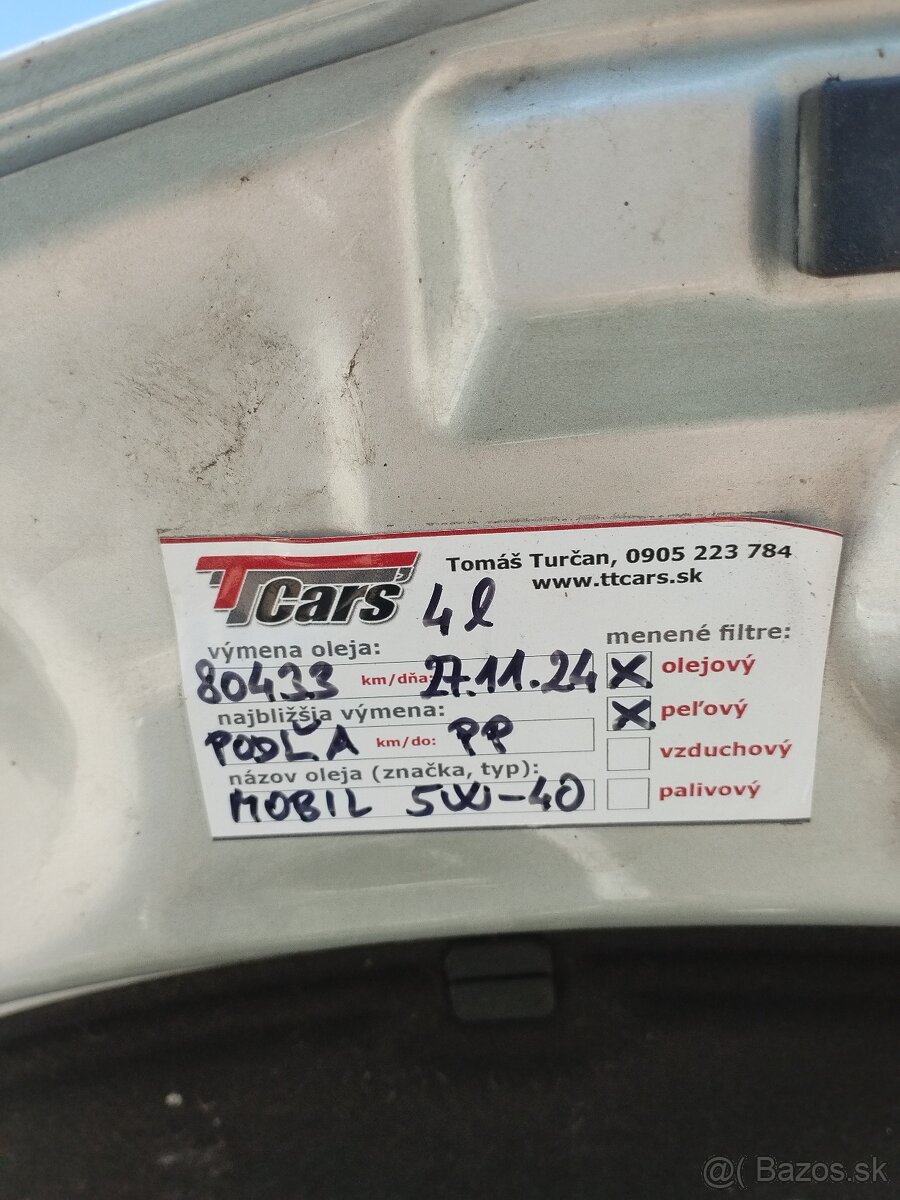 TTCars
Tomáš Turčan, 0905 223 784
www.ttcars.sk
4l
výmena oleja:
80433 km/dňa: 27.11.24
najbližšia výmena:
PODĽA km/do: PP
názov oleja (značka, typ):
MOBIL 5W-40
menené filtre:
X olejový
X peľový
vzduchový
palivový
@( Bazos.sk